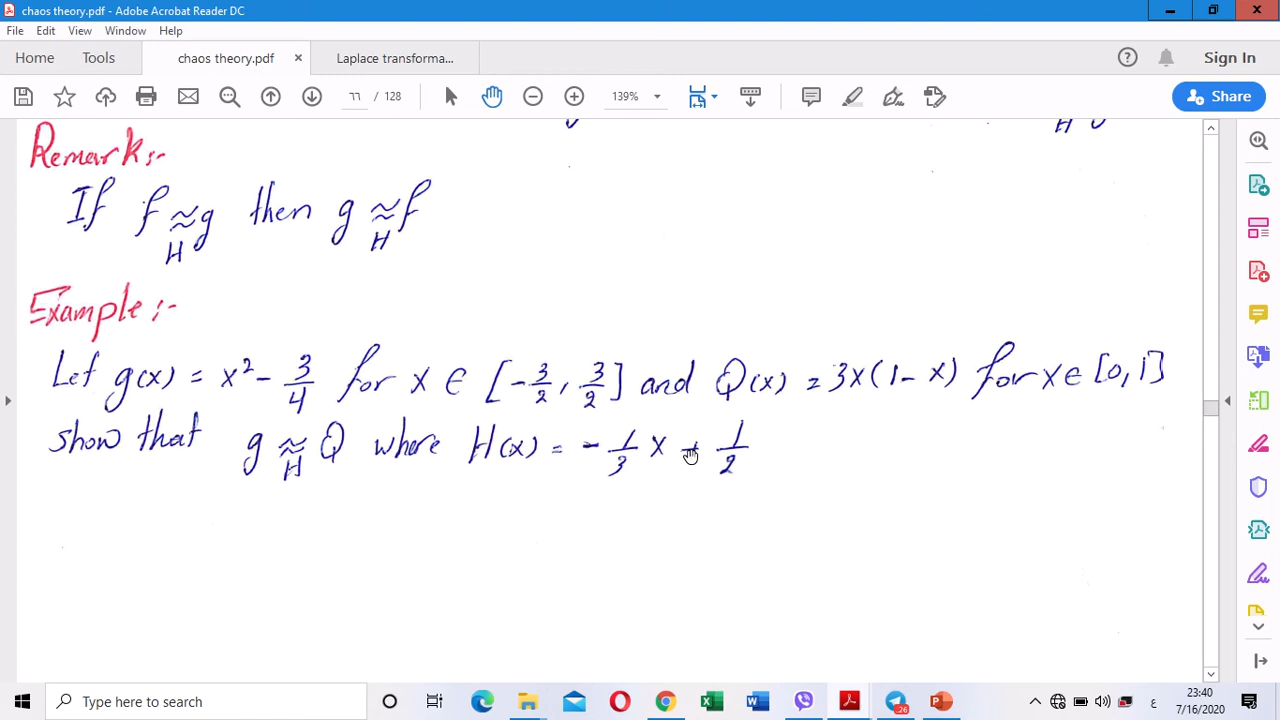 chaos theory.pdf - Adobe Acrobat Reader DC
File Edit View Window Help
Home Tools chaos theory.pdf × Laplace transforma... Sign In
٦٦ / 128 139% Share
Remark:-
If f ≈H g then g ≈H f
Example:-
Let g(x) = x² - 3/4 for x ∈ [-3/2, 3/2] and Q(x) = 3x(1-x) for x ∈ [0,1]
show that g ≈H Q where H(x) = -1/3 x + 1/2
Type here to search
26
ع
23:40
7/16/2020